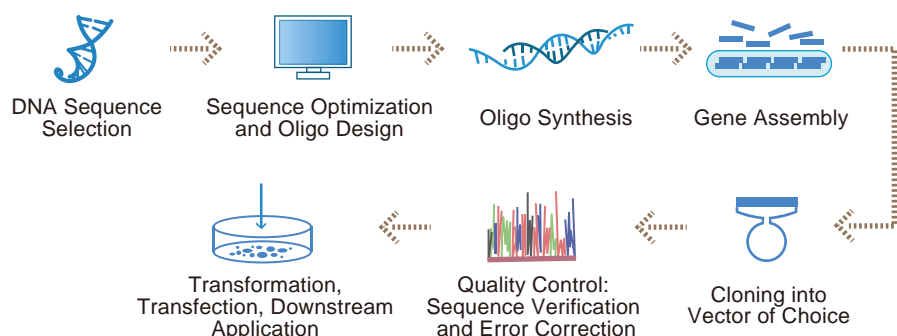 DNA Sequence
Selection
Sequence Optimization
and Oligo Design
Oligo Synthesis
Gene Assembly
Transformation,
Transfection, Downstream
Application
Quality Control:
Sequence Verification
and Error Correction
Cloning into
Vector of Choice